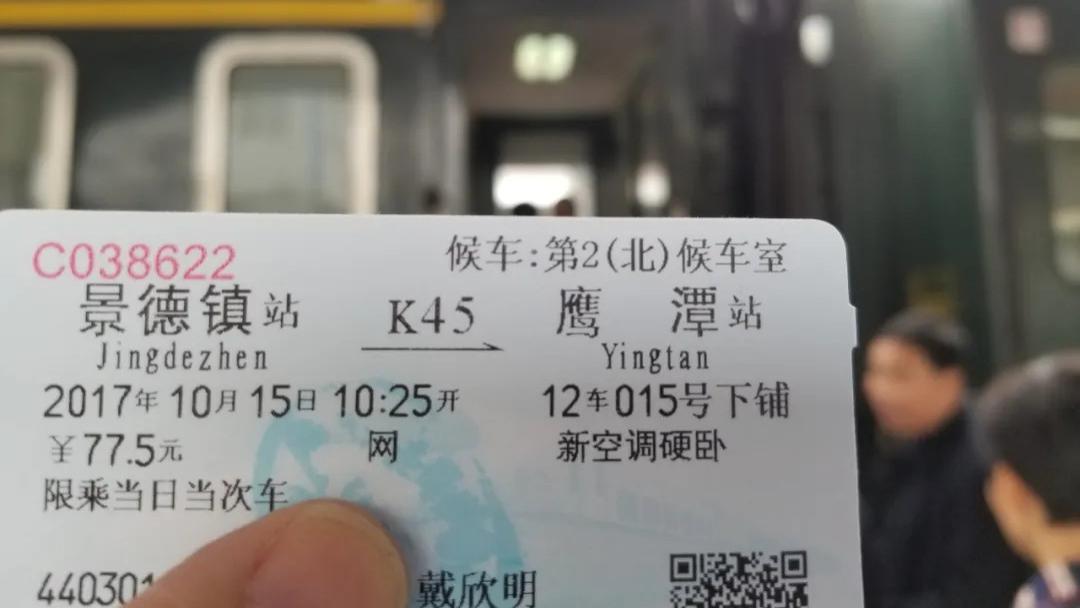 C038622 候车:第2(北)候车室
景德镇站 K45 鹰潭站
Jingdezhen Yingtan
2017年10月15日10:25开 12车015号下铺
￥77.5元 网 新空调硬卧
限乘当日当次车
440301 戴欣明